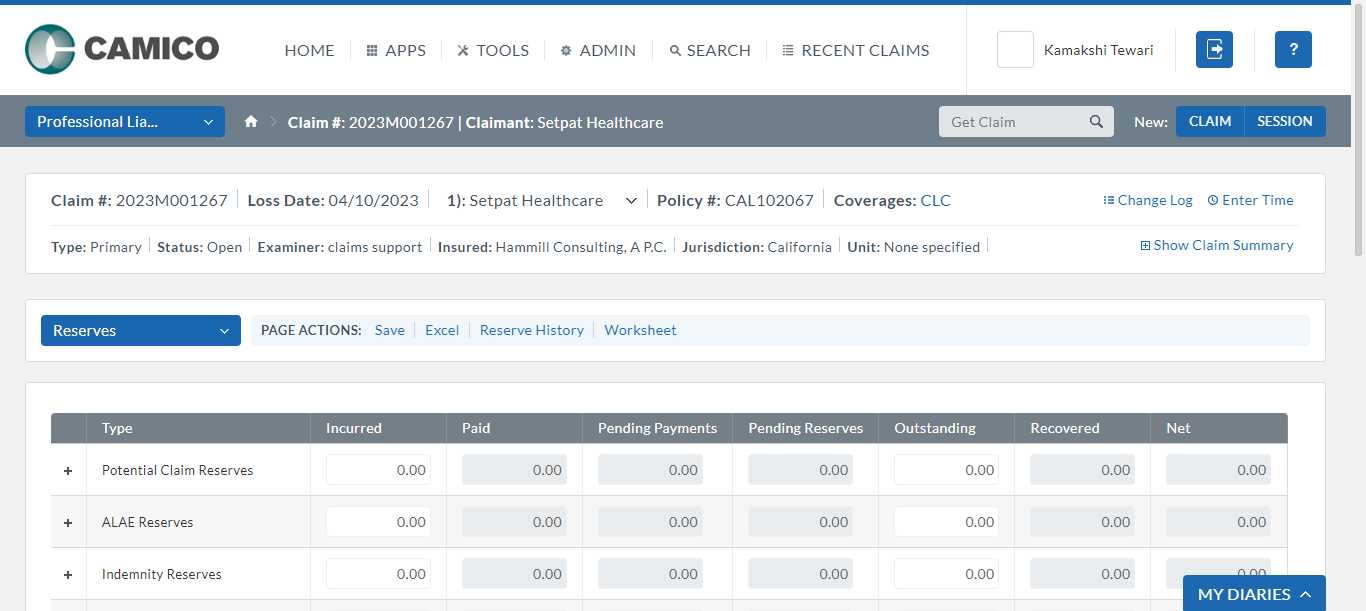 CAMICO
HOME APPS TOOLS ADMIN SEARCH RECENT CLAIMS Kamakshi Tewari ?
Professional Lia... Claim #: 2023M001267 | Claimant: Setpat Healthcare Get Claim New: CLAIM SESSION
Claim #: 2023M001267 Loss Date: 04/10/2023 1): Setpat Healthcare Policy #: CAL102067 Coverages: CLC Change Log Enter Time
Type: Primary Status: Open Examiner: claims support Insured: Hammill Consulting, A P.C. Jurisdiction: California Unit: None specified Show Claim Summary
Reserves PAGE ACTIONS: Save Excel Reserve History Worksheet
Type Incurred Paid Pending Payments Pending Reserves Outstanding Recovered Net
+ Potential Claim Reserves 0.00 0.00 0.00 0.00 0.00 0.00 0.00
+ ALAE Reserves 0.00 0.00 0.00 0.00 0.00 0.00 0.00
+ Indemnity Reserves 0.00 0.00 0.00 0.00 0.00 0.00 0.00
MY DIARIES